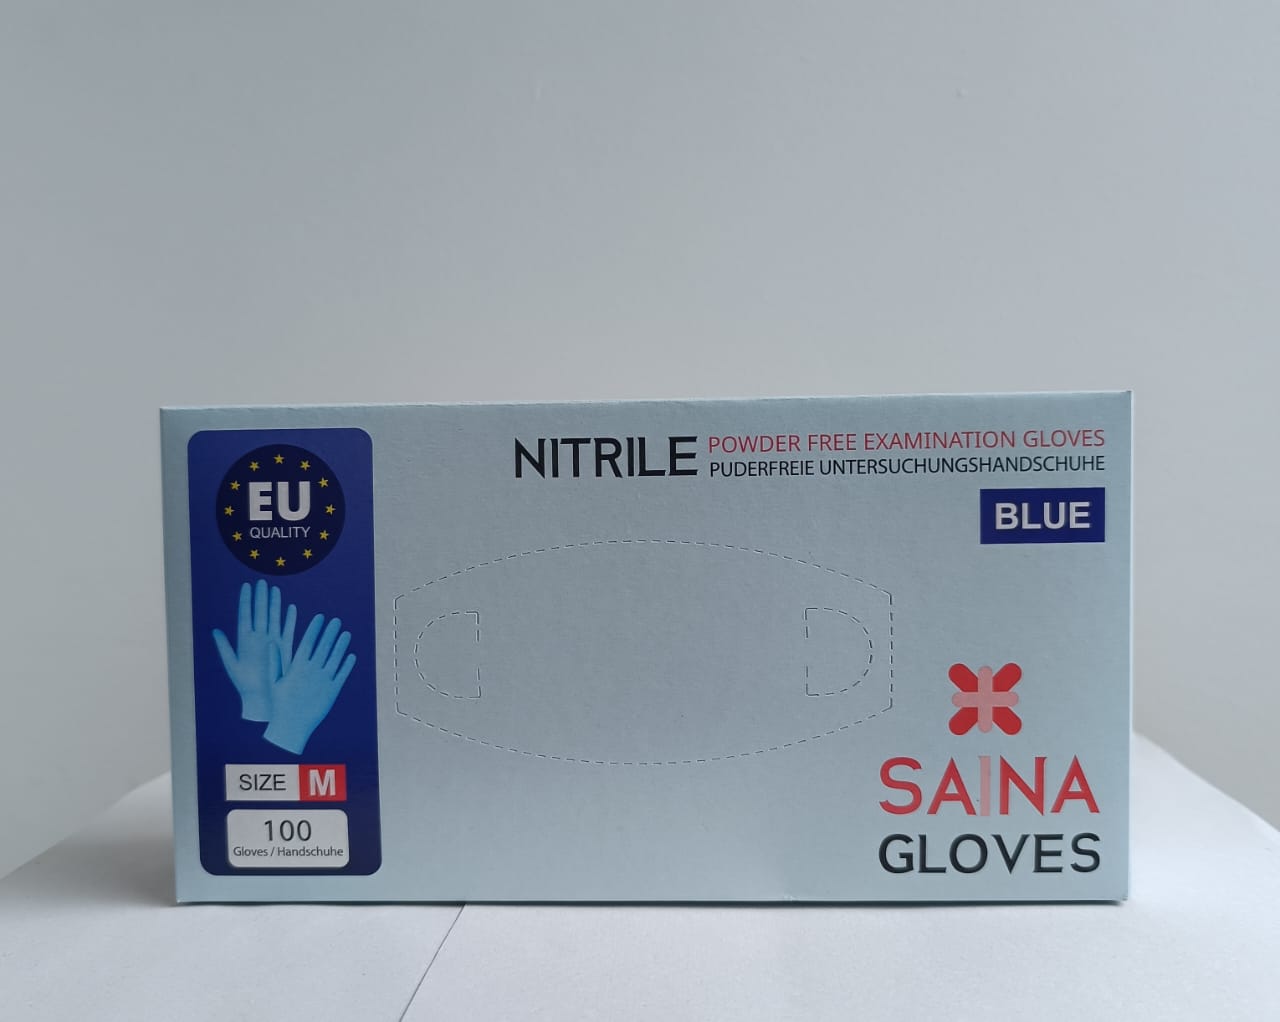 EU
QUALITY
SIZE M
100
Gloves / Handschuhe
NITRILE
POWDER FREE EXAMINATION GLOVES
PUDERFREIE UNTERSUCHUNGSHANDSCHUHE
BLUE
SAINA
GLOVES